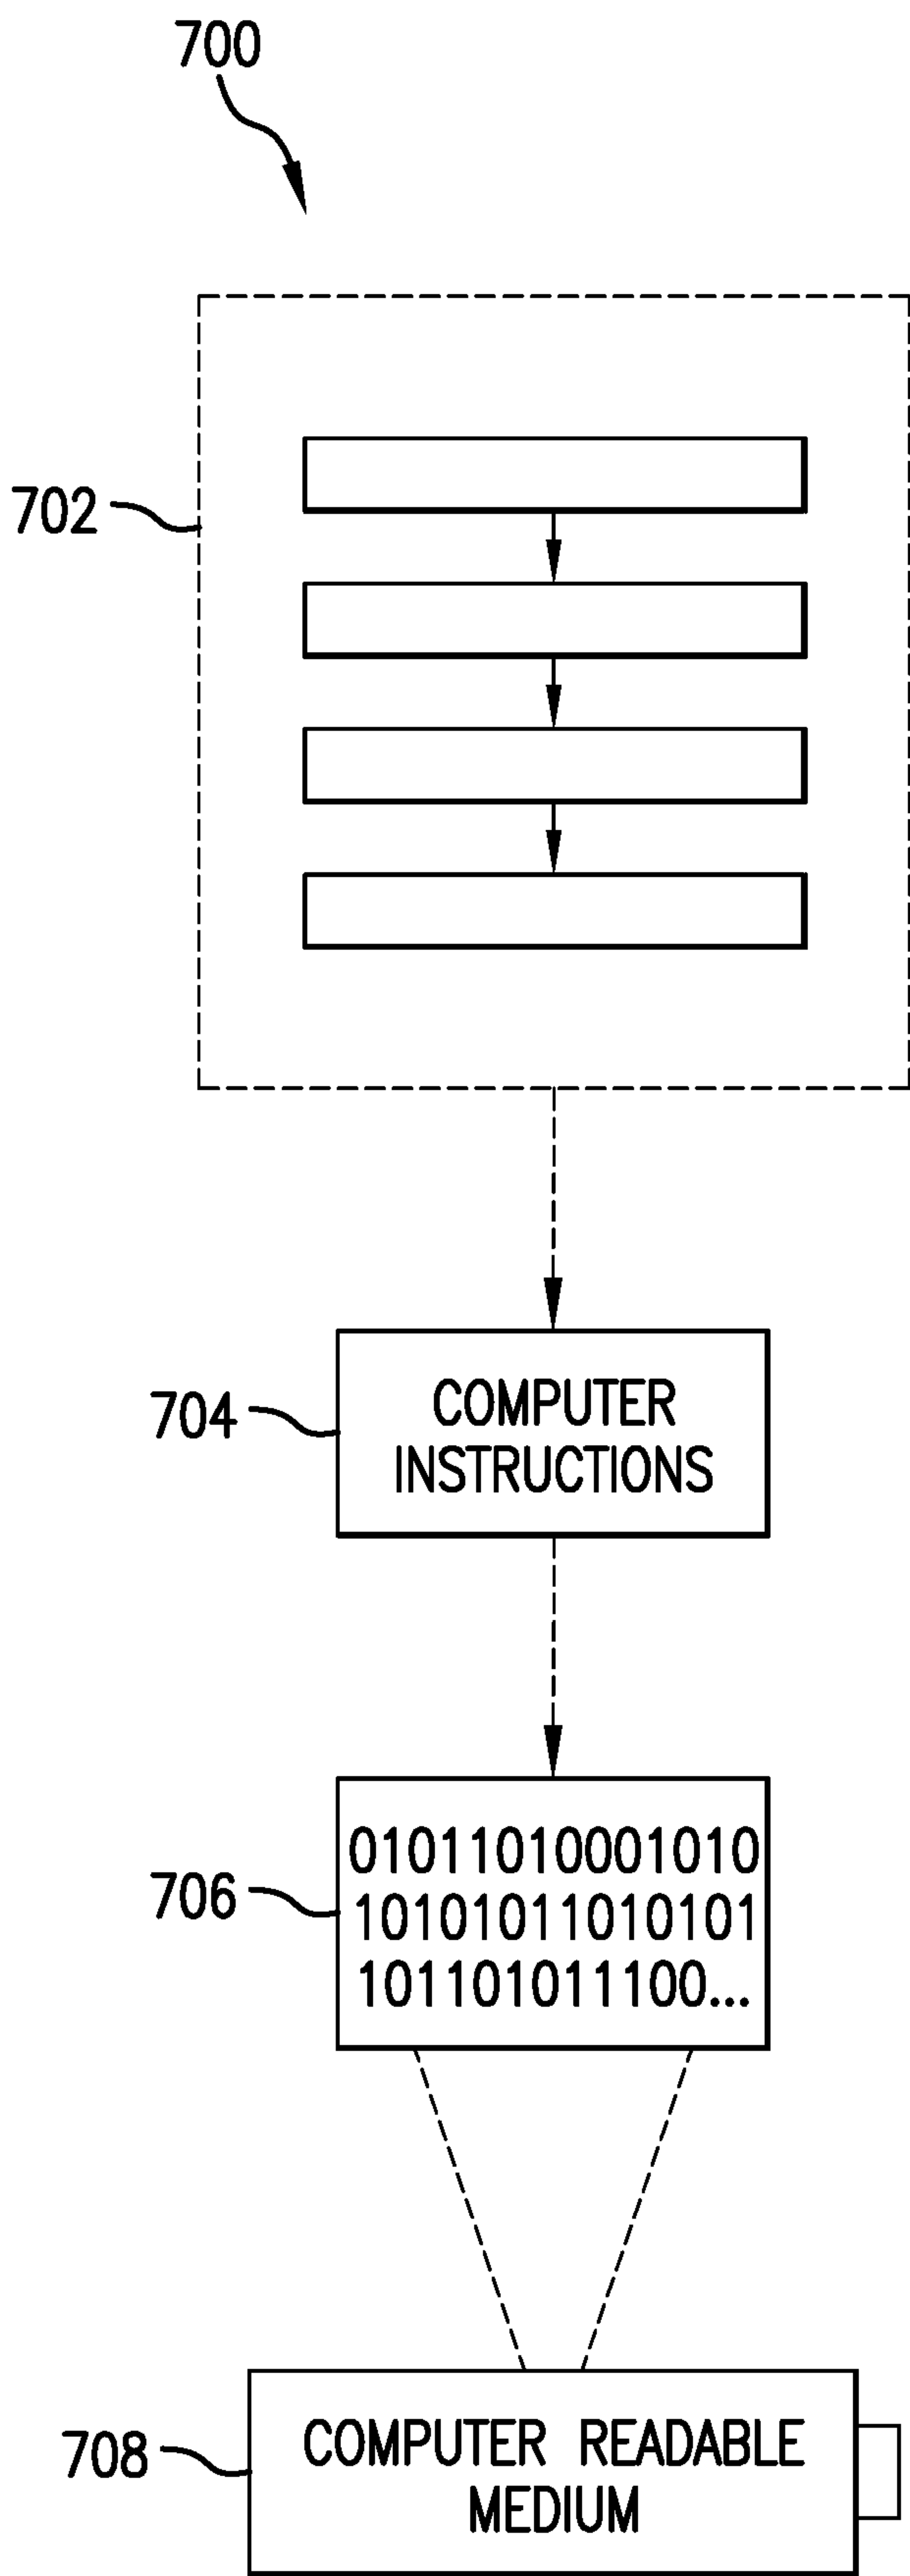 700
702
704
COMPUTER
INSTRUCTIONS
706
01011010001010
10101011010101
101101011100...
708
COMPUTER READABLE
MEDIUM